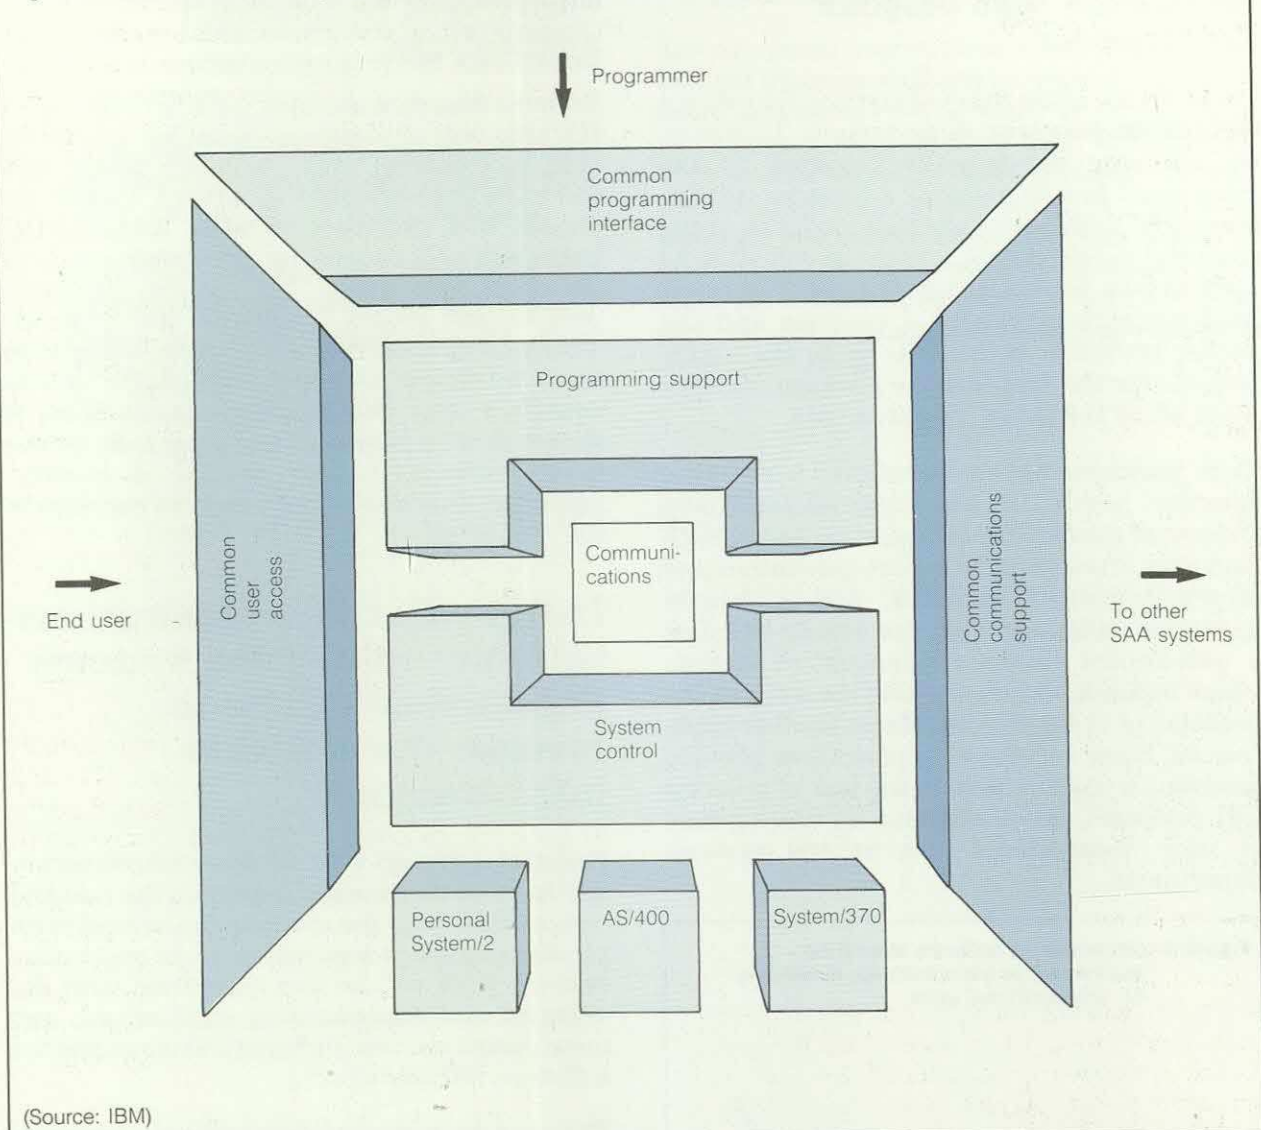 Programmer
Common
programming
interface
Programming support
Communi-
cations
Common
user
access
Common
communications
support
End user
To other
SAA systems
System
control
Personal
System/2
AS/400
System/370
(Source: IBM)